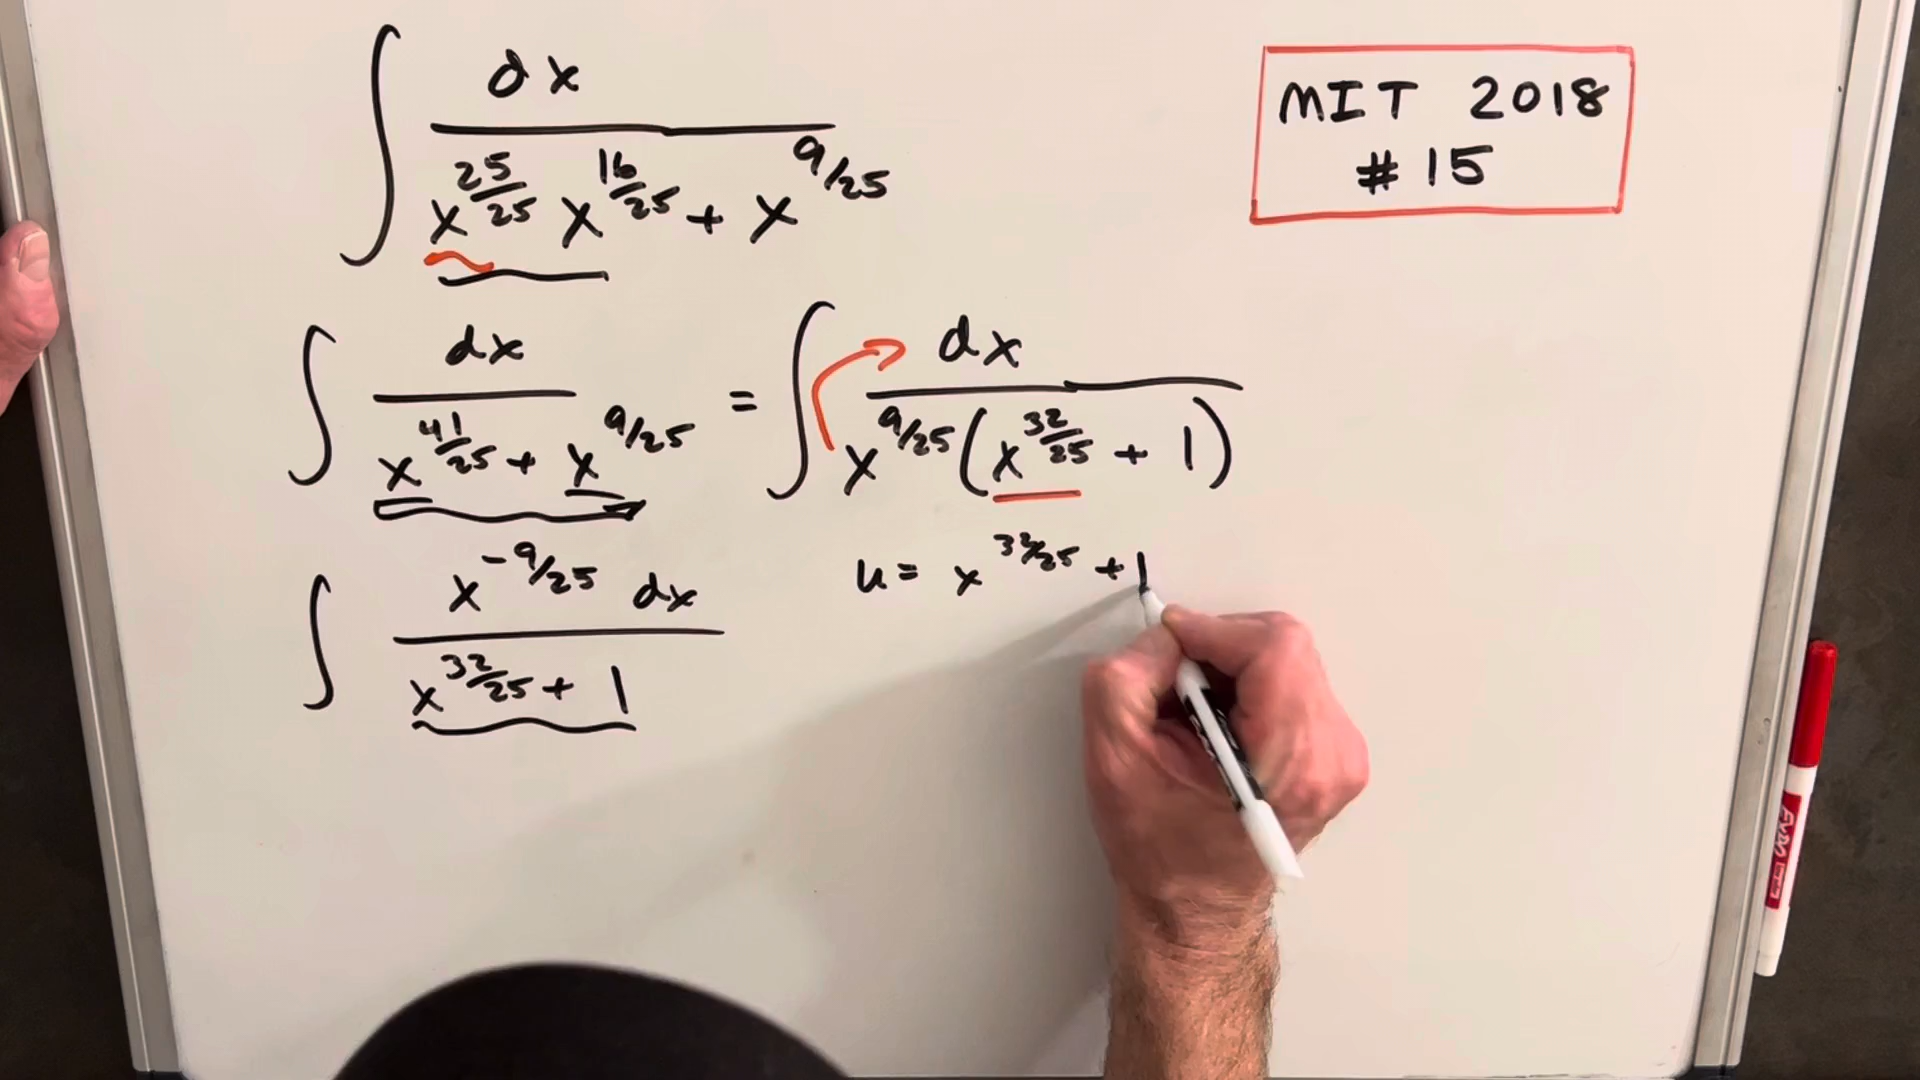 ∫ dx / (x^{25/25} x^{16/25} + x^{9/25})
MIT 2018
# 15
∫ dx / (x^{41/25} + x^{9/25}) = ∫ dx / (x^{9/25} (x^{32/25} + 1))
∫ x^{-9/25} dx / (x^{32/25} + 1)
u = x^{32/25} + 1
EXPO